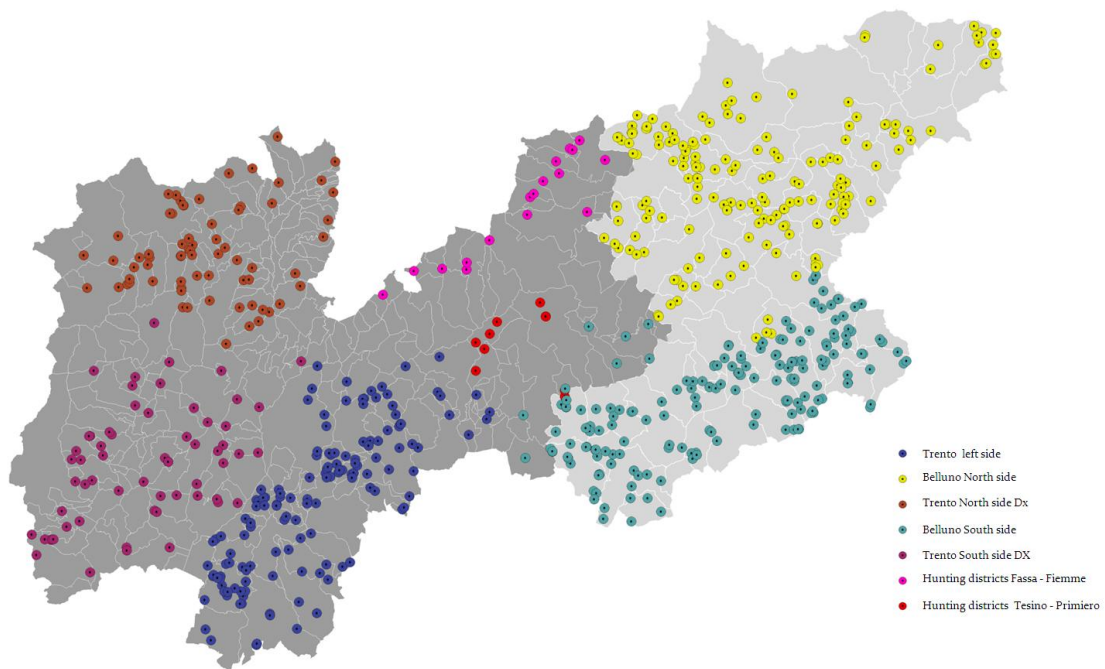 Trento left side
Belluno North side
Trento North side Dx
Belluno South side
Trento South side DX
Hunting districts Fassa - Fiemme
Hunting districts Tesino - Primiero